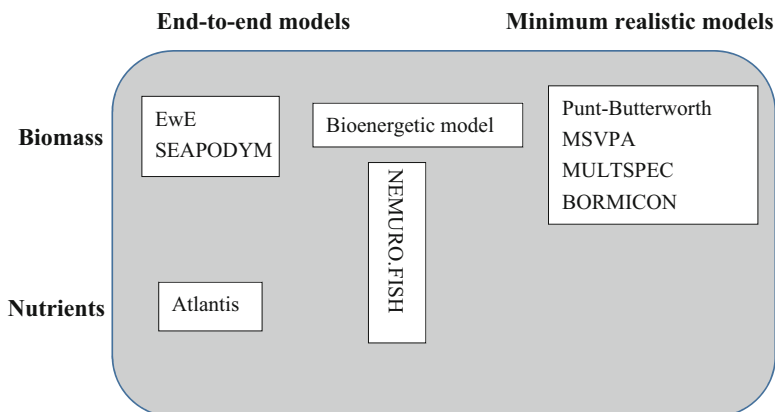 End-to-end models
Minimum realistic models
Biomass
EwE
SEAPODYM
Bioenergetic model
Punt-Butterworth
MSVPA
MULTSPEC
BORMICON
NEMURO.FISH
Nutrients
Atlantis